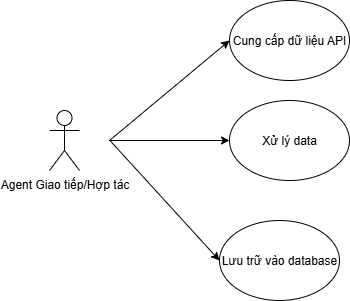 Cung cấp dữ liệu API
Xử lý data
Agent Giao tiếp/Hợp tác
Lưu trữ vào database